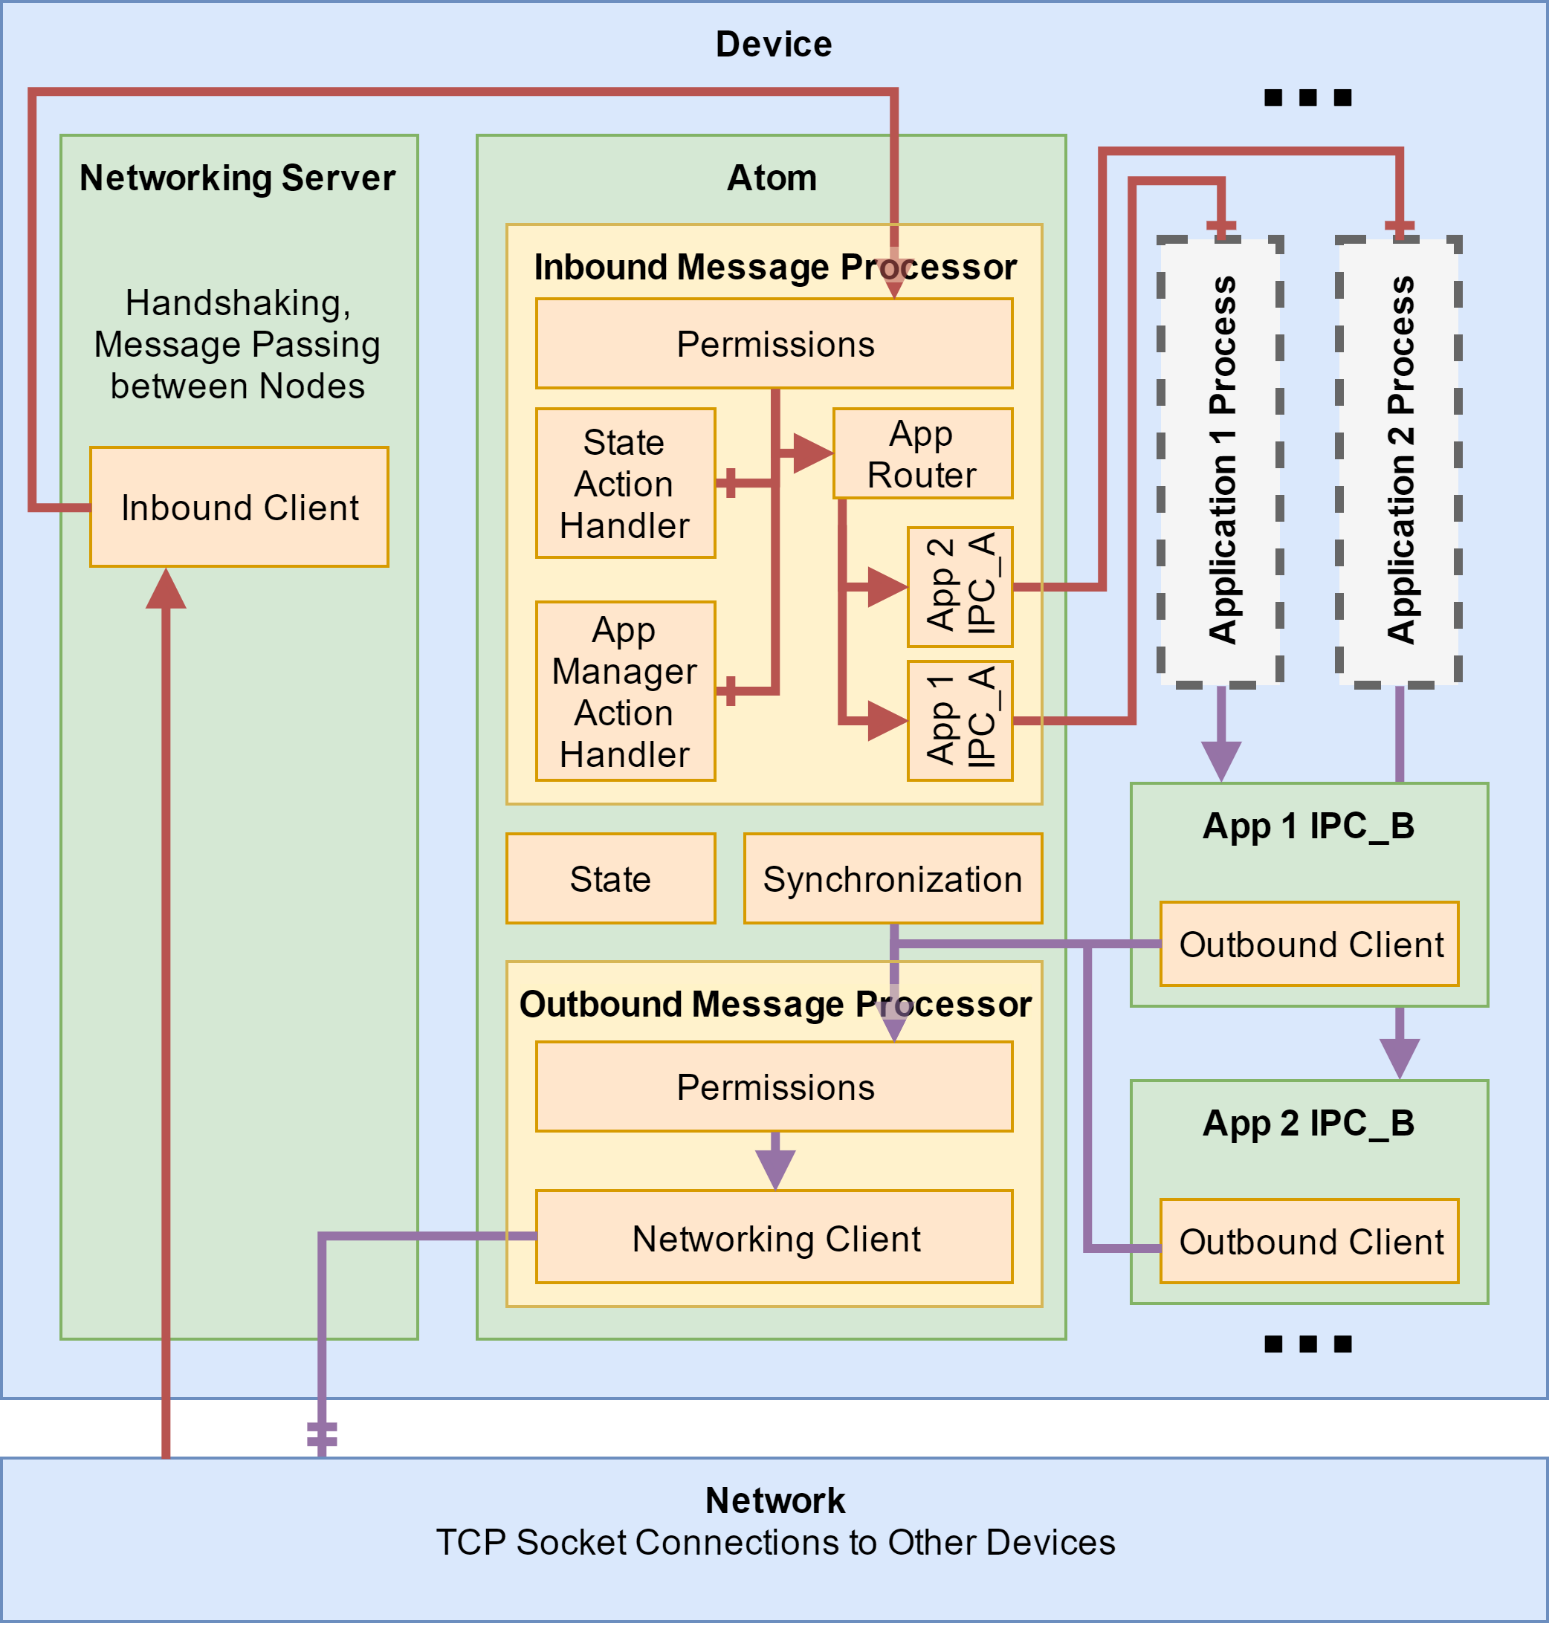 Device
Networking Server
Handshaking,
Message Passing
between Nodes
Inbound Client
Atom
Inbound Message Processor
Permissions
State
Action
Handler
App
Router
App 2
IPC_A
App
Manager
Action
Handler
App 1
IPC_A
State
Synchronization
Outbound Message Processor
Permissions
Networking Client
Application 1 Process
Application 2 Process
App 1 IPC_B
Outbound Client
App 2 IPC_B
Outbound Client
Network
TCP Socket Connections to Other Devices